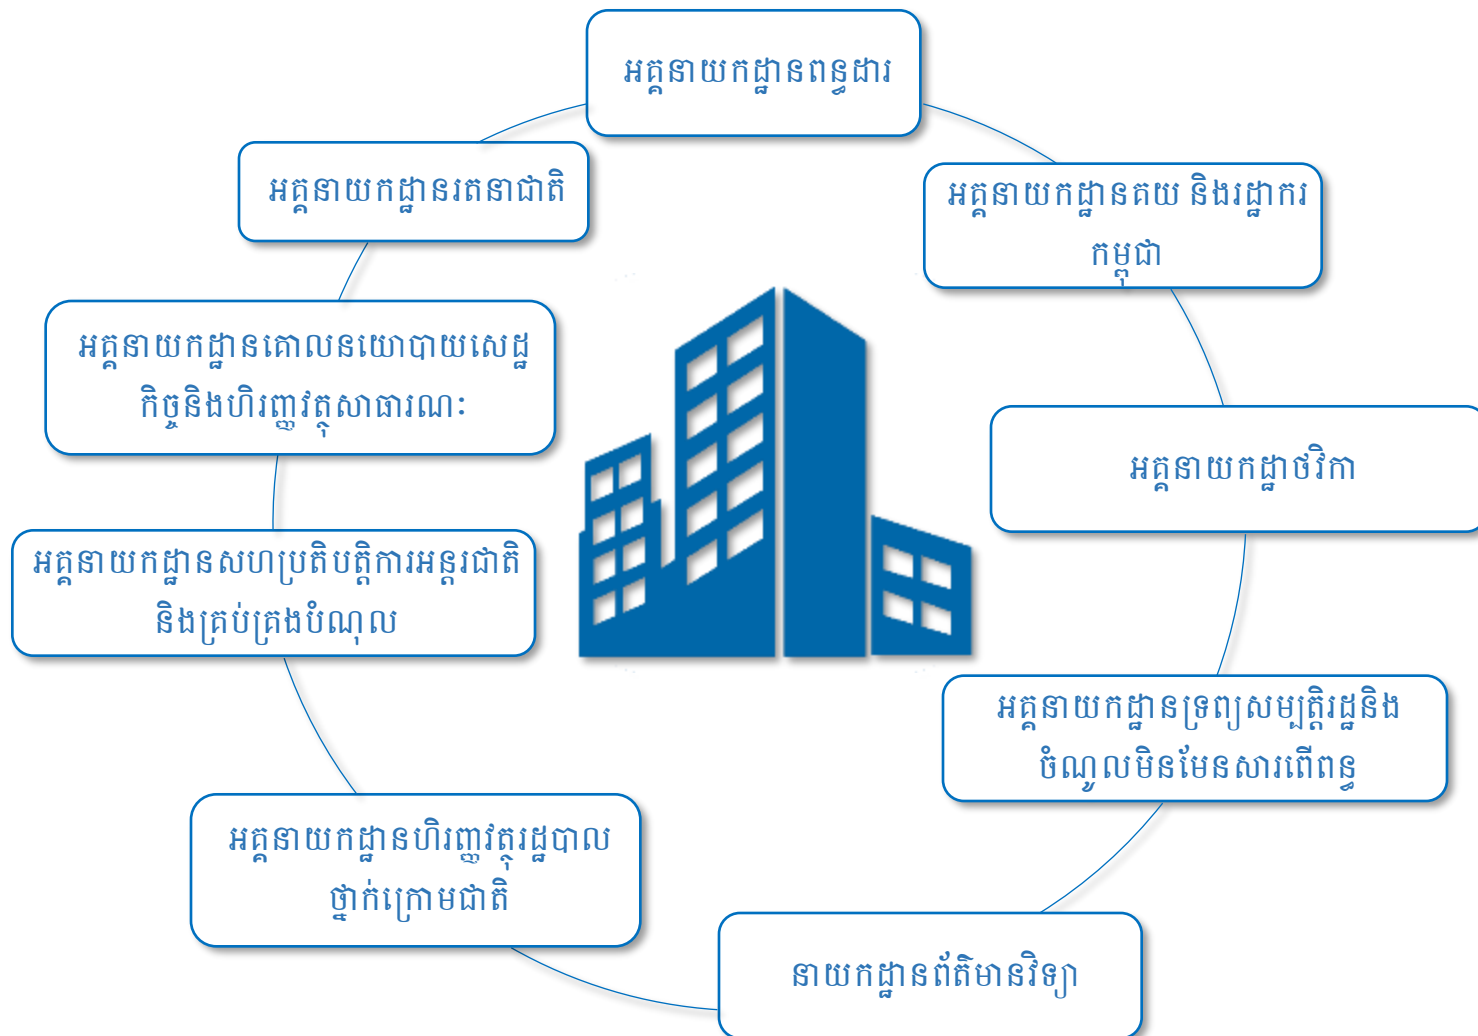 អគ្គនាយកដ្ឋានពន្ធដារ
អគ្គនាយកដ្ឋានគយ និងរដ្ឋាករ
កម្ពុជា
អគ្គនាយកដ្ឋាថវិកា
អគ្គនាយកដ្ឋានទ្រព្យសម្បត្តិរដ្ឋនិង
ចំណូលមិនមែនសារពើពន្ធ
នាយកដ្ឋានព័ត៌មានវិទ្យា
អគ្គនាយកដ្ឋានហិរញ្ញវត្ថុរដ្ឋបាល
ថ្នាក់ក្រោមជាតិ
អគ្គនាយកដ្ឋានសហប្រតិបត្តិការអន្តរជាតិ
និងគ្រប់គ្រងបំណុល
អគ្គនាយកដ្ឋានគោលនយោបាយសេដ្ឋ
កិច្ចនិងហិរញ្ញវត្ថុសាធារណៈ
អគ្គនាយកដ្ឋានរតនាជាតិ